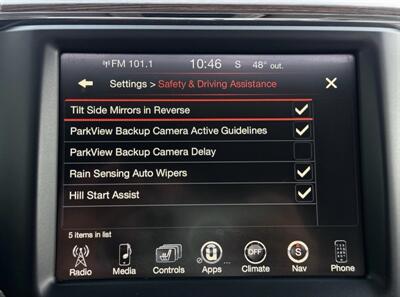 FM 101.1 10:46 S 48° out.
Settings > Safety & Driving Assistance
Tilt Side Mirrors in Reverse
ParkView Backup Camera Active Guidelines
ParkView Backup Camera Delay
Rain Sensing Auto Wipers
Hill Start Assist
5 items in list
OFF S
Radio Media Controls Apps ... Climate Nav Phone